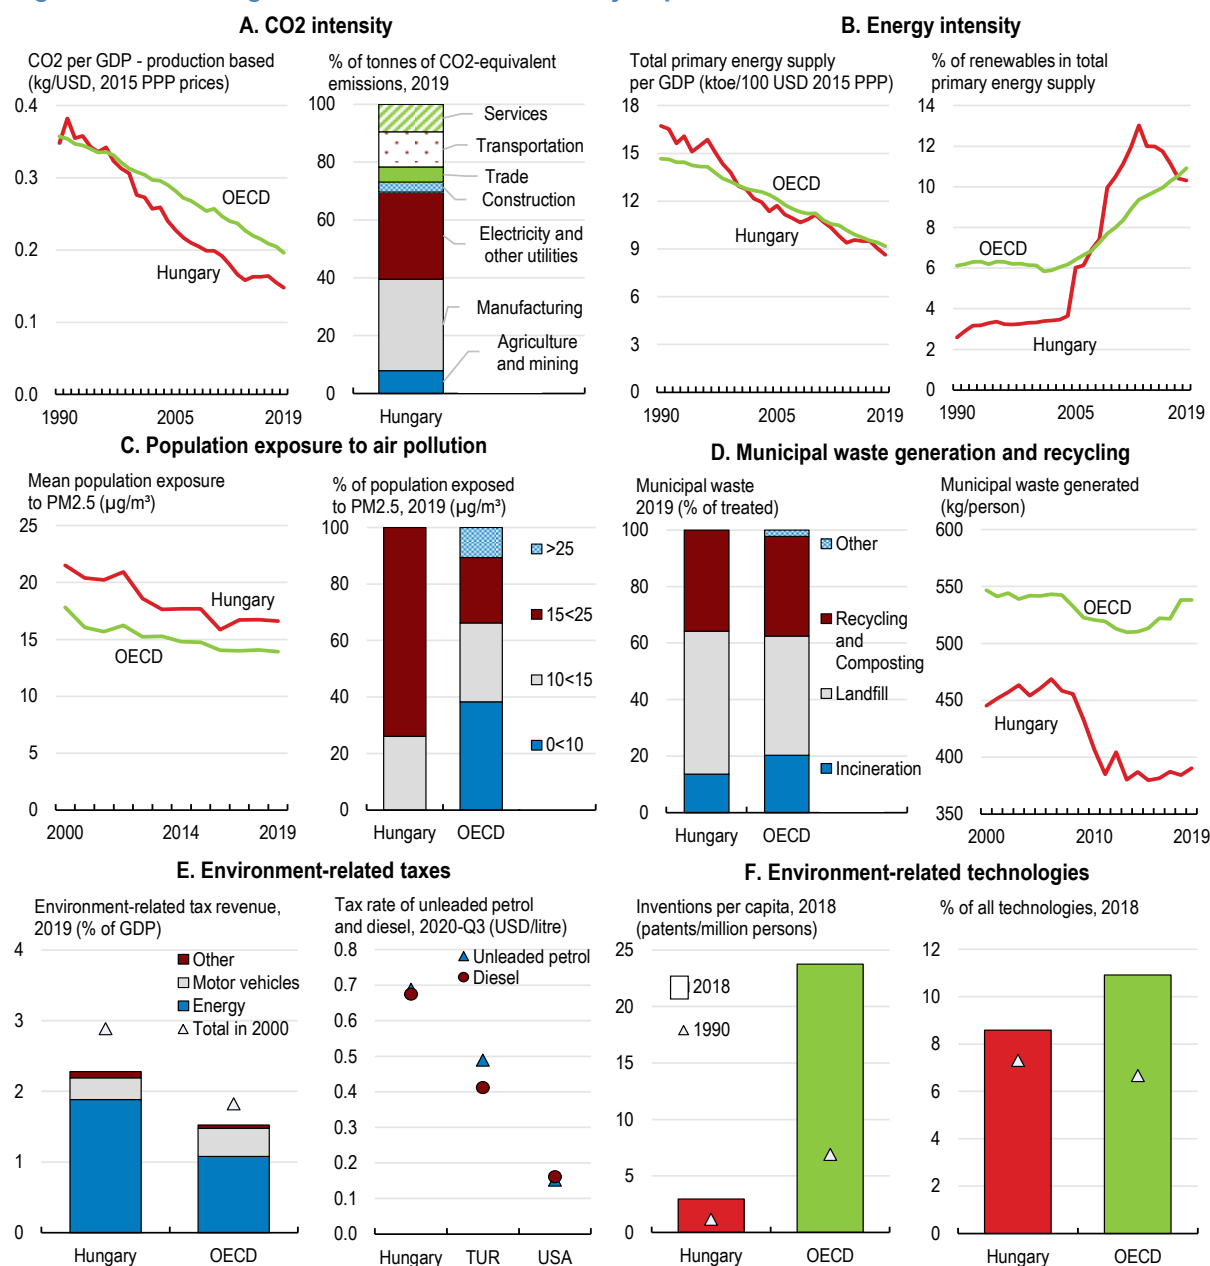 A. CO2 intensity
CO2 per GDP - production based
(kg/USD, 2015 PPP prices)
0.4
0.3
0.2
0.1
0.0
1990
2005
2019
OECD
Hungary
% of tonnes of CO2-equivalent
emissions, 2019
100
80
60
40
20
0
Services
Transportation
Trade
Construction
Electricity and
other utilities
Manufacturing
Agriculture
and mining
Hungary
B. Energy intensity
Total primary energy supply
per GDP (ktoe/100 USD 2015 PPP)
18
15
12
9
6
3
0
1990
2005
2019
OECD
Hungary
% of renewables in total
primary energy supply
14
12
10
8
6
4
2
0
1990
2005
2019
OECD
Hungary
C. Population exposure to air pollution
Mean population exposure
to PM2.5 (µg/m³)
25
20
15
10
5
0
2000
2014
2019
Hungary
OECD
% of population exposed
to PM2.5, 2019 (µg/m³)
100
80
60
40
20
0
>25
15<25
10<15
0<10
Hungary
OECD
D. Municipal waste generation and recycling
Municipal waste
2019 (% of treated)
100
80
60
40
20
0
Other
Recycling
and
Composting
Landfill
Incineration
Hungary
OECD
Municipal waste generated
(kg/person)
600
550
500
450
400
350
2000
2010
2019
OECD
Hungary
E. Environment-related taxes
Environment-related tax revenue,
2019 (% of GDP)
4
3
2
1
0
Other
Motor vehicles
Energy
Total in 2000
Hungary
OECD
Tax rate of unleaded petrol
and diesel, 2020-Q3 (USD/litre)
0.8
0.7
0.6
0.5
0.4
0.3
0.2
0.1
0.0
Unleaded petrol
Diesel
Hungary
TUR
USA
F. Environment-related technologies
Inventions per capita, 2018
(patents/million persons)
25
20
15
10
5
0
2018
1990
Hungary
OECD
% of all technologies, 2018
12
10
8
6
4
2
0
Hungary
OECD